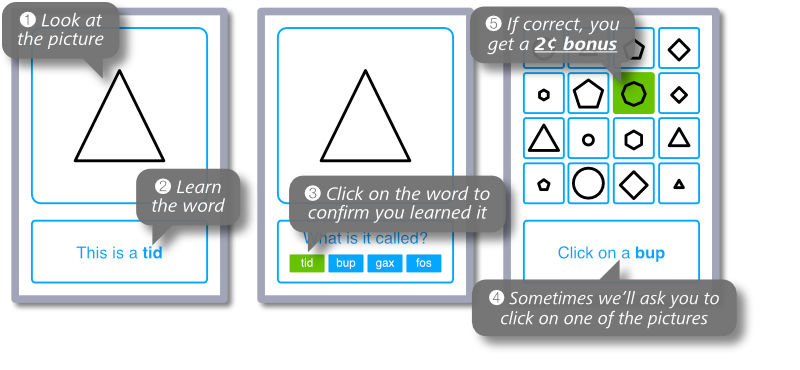 ❶ Look at
the picture
❷ Learn
the word
This is a tid
❸ Click on the word to
confirm you learned it
What is it called?
tid bup gax fos
❺ If correct, you
get a 2¢ bonus
Click on a bup
❹ Sometimes we'll ask you to
click on one of the pictures